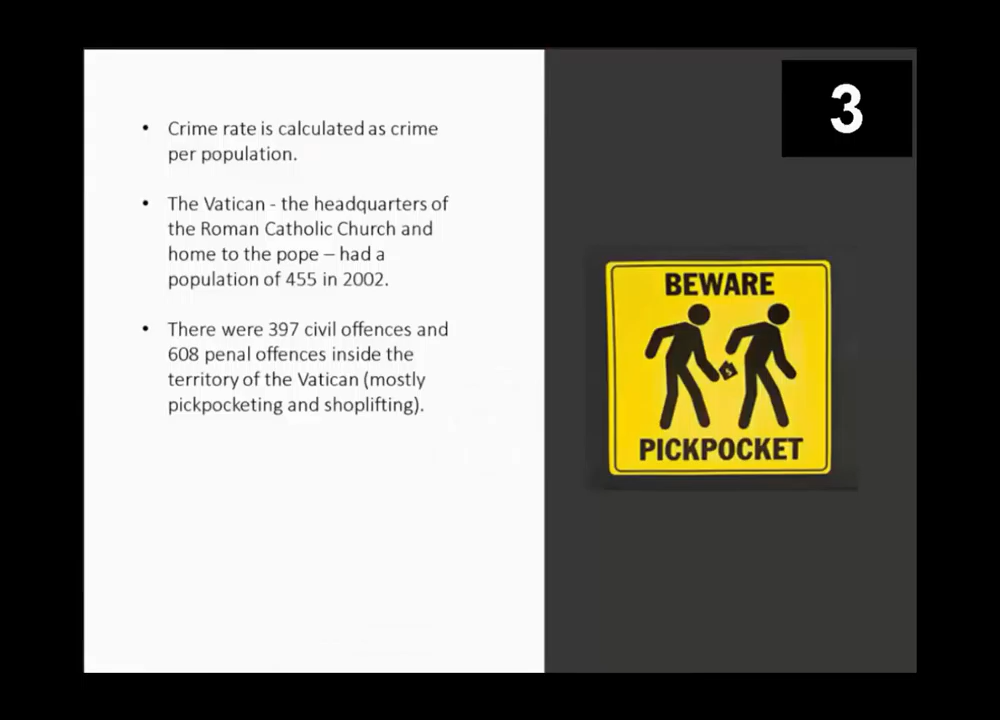 3
• Crime rate is calculated as crime
per population.
• The Vatican - the headquarters of
the Roman Catholic Church and
home to the pope – had a
population of 455 in 2002.
• There were 397 civil offences and
608 penal offences inside the
territory of the Vatican (mostly
pickpocketing and shoplifting).
BEWARE
$
PICKPOCKET